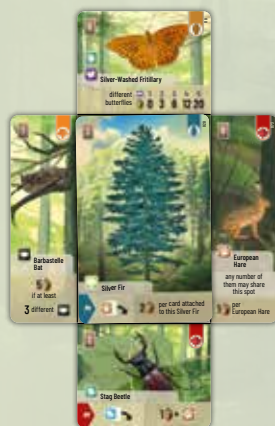 Silver-Washed Fritillary
different
butterflies
1 2 3 4 5
0 3 6 12 20
Barbastelle
Bat
5
if at least
3 different
Silver Fir
2 per card attached
to this Silver Fir
European
Hare
any number
of them may share
this spot
1 per
European Hare
Stag Beetle